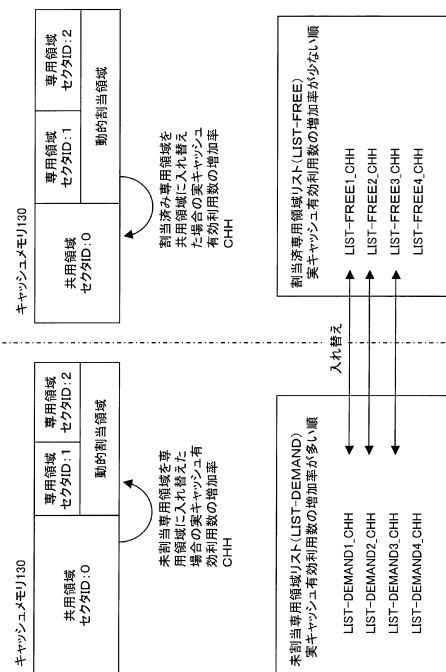 キャッシュメモリ130
共用領域
セクタID:0
専用領域
セクタID:1
専用領域
セクタID:2
動的割当領域
未割当専用領域を専
用領域に入れ替えた
場合の実キャッシュ有
効利用数の増加率
CHH
キャッシュメモリ130
共用領域
セクタID:0
専用領域
セクタID:1
専用領域
セクタID:2
動的割当領域
割当済み専用領域を
共用領域に入れ替え
た場合の実キャッシュ
有効利用数の増加率
CHH
未割当専用領域リスト(LIST-DEMAND)
実キャッシュ有効利用数の増加率が多い順
LIST-DEMAND1_CHH
LIST-DEMAND2_CHH
LIST-DEMAND3_CHH
LIST-DEMAND4_CHH
入れ替え
割当済専用領域リスト(LIST-FREE)
実キャッシュ有効利用数の増加率が少ない順
LIST-FREE1_CHH
LIST-FREE2_CHH
LIST-FREE3_CHH
LIST-FREE4_CHH